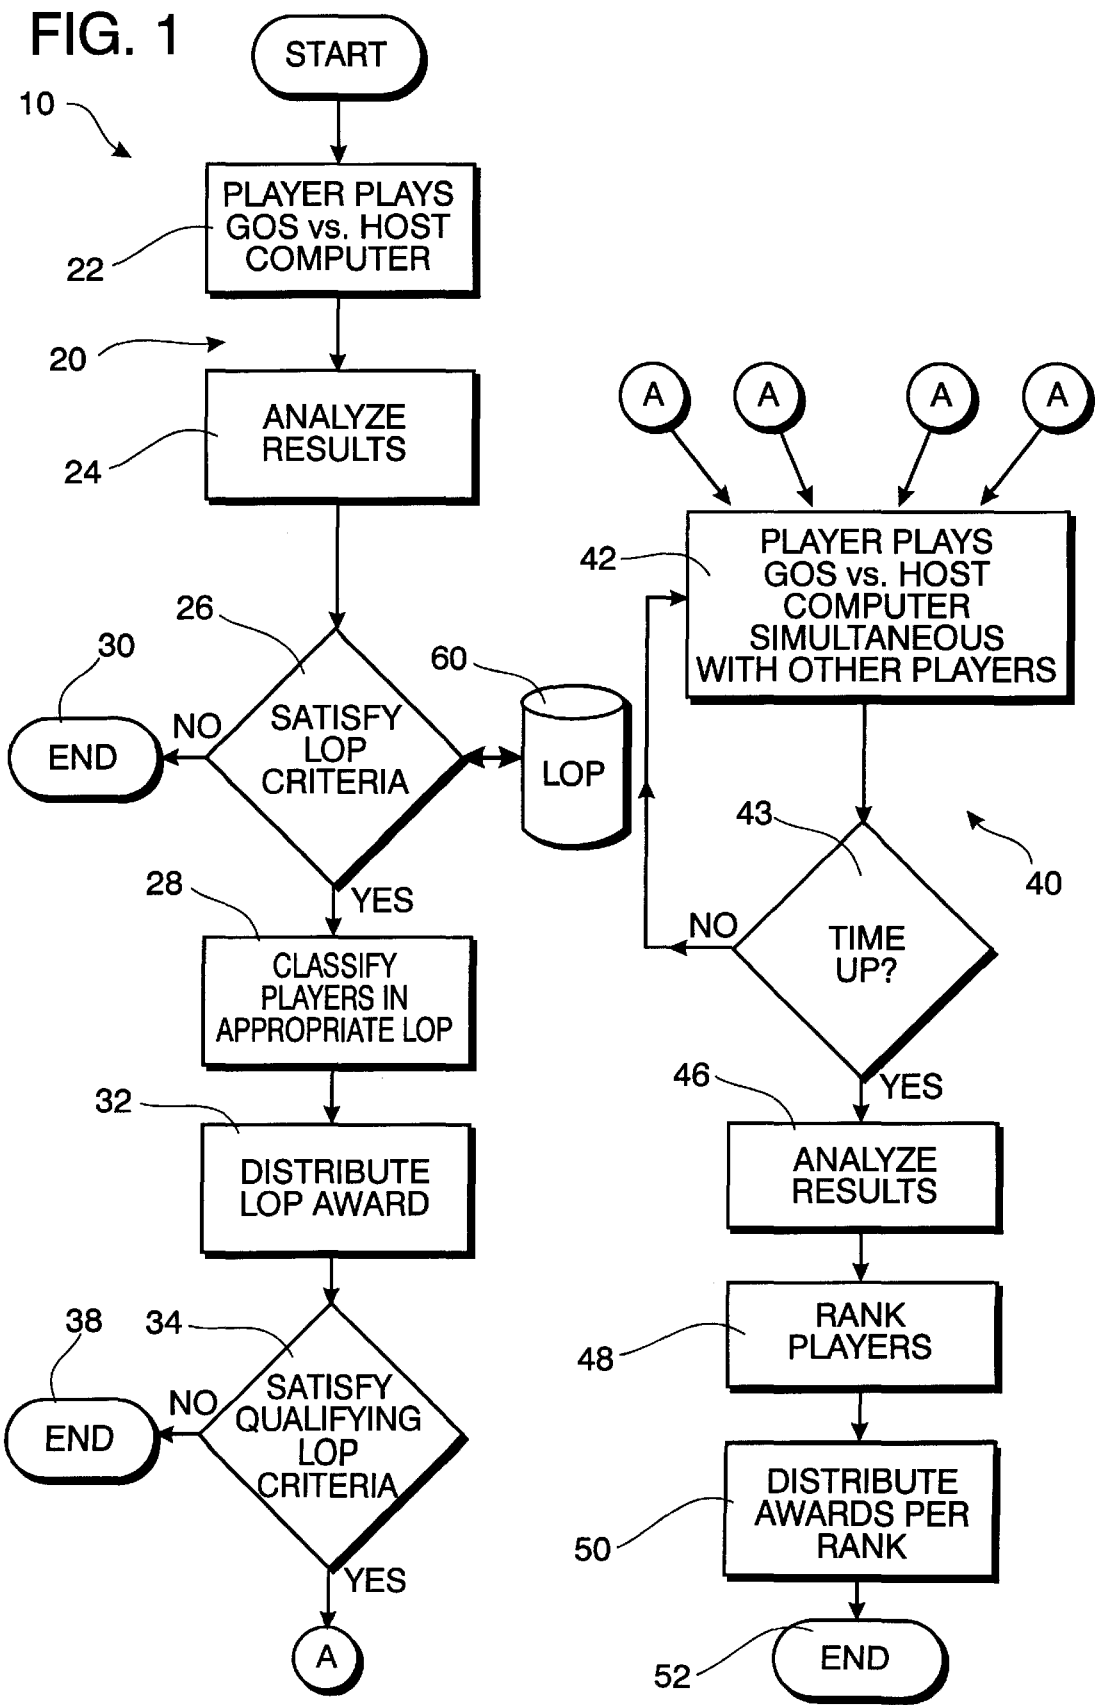 FIG. 1
START
10
PLAYER PLAYS
GOS vs. HOST
COMPUTER
22
20
ANALYZE
RESULTS
24
26
SATISFY
LOP
CRITERIA
30
NO
END
60
LOP
YES
28
CLASSIFY
PLAYERS IN
APPROPRIATE LOP
32
DISTRIBUTE
LOP AWARD
38
34
NO
END
SATISFY
QUALIFYING
LOP
CRITERIA
YES
A
A
A
A
A
42
PLAYER PLAYS
GOS vs. HOST
COMPUTER
SIMULTANEOUS
WITH OTHER PLAYERS
43
40
NO
TIME
UP?
YES
46
ANALYZE
RESULTS
RANK
PLAYERS
48
DISTRIBUTE
AWARDS PER
RANK
50
END
52